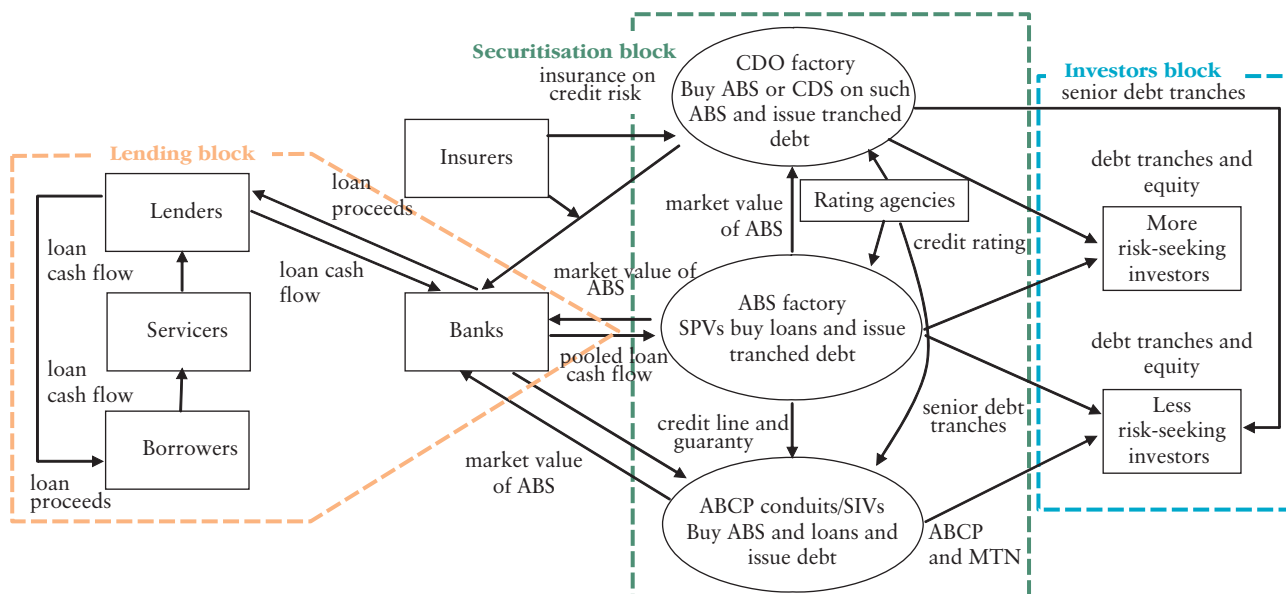 Securitisation block
insurance on
credit risk
CDO factory
Buy ABS or CDS on such
ABS and issue tranched
debt
Investors block
senior debt tranches
Lending block
Insurers
loan
proceeds
Lenders
loan
cash flow
loan cash
flow
market value
of ABS
Rating agencies
credit rating
debt tranches and
equity
More
risk-seeking
investors
market value of
ABS
Servicers
Banks
ABS factory
SPVs buy loans and issue
tranched debt
pooled loan
cash flow
loan
cash flow
debt tranches and
equity
Borrowers
loan
proceeds
market value
of ABS
credit line and
guaranty
senior debt
tranches
Less
risk-seeking
investors
ABCP conduits/SIVs
Buy ABS and loans and
issue debt
ABCP
and MTN